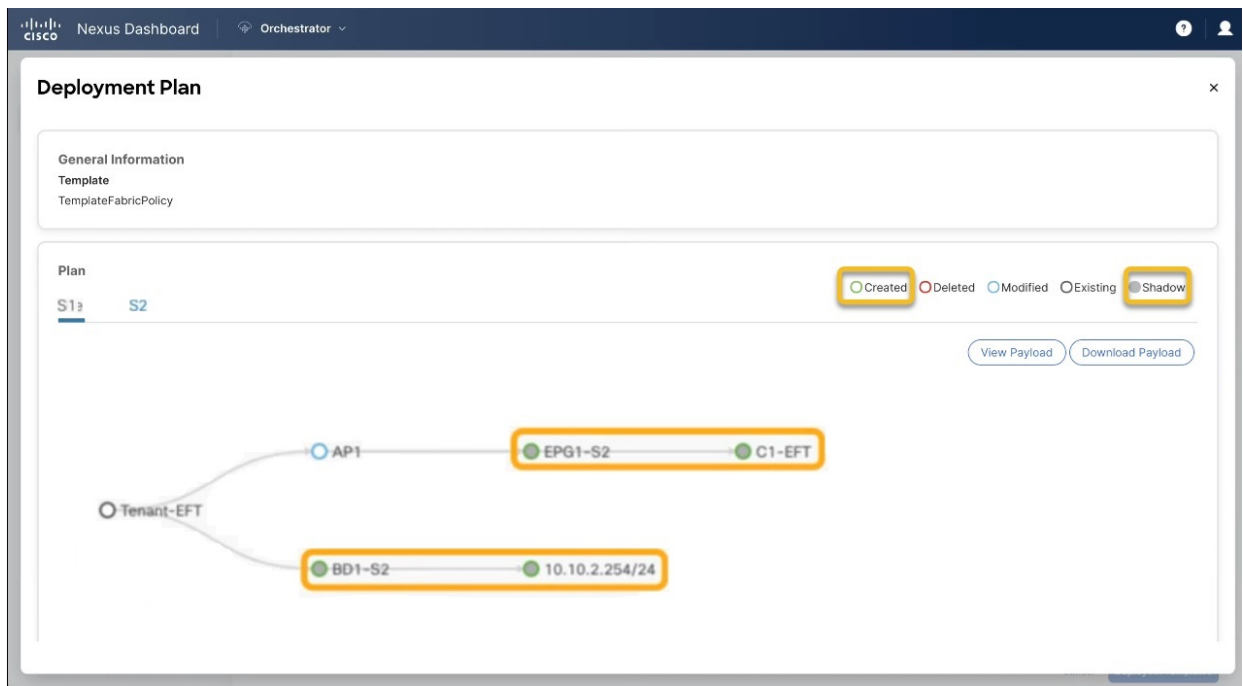 CISCO Nexus Dashboard Orchestrator ?
Deployment Plan ×
General Information
Template
TemplateFabricPolicy
Plan
Created Deleted Modified Existing Shadow
S1 S2
View Payload Download Payload
AP1 EPG1-S2 C1-EFT
Tenant-EFT
BD1-S2 10.10.2.254/24